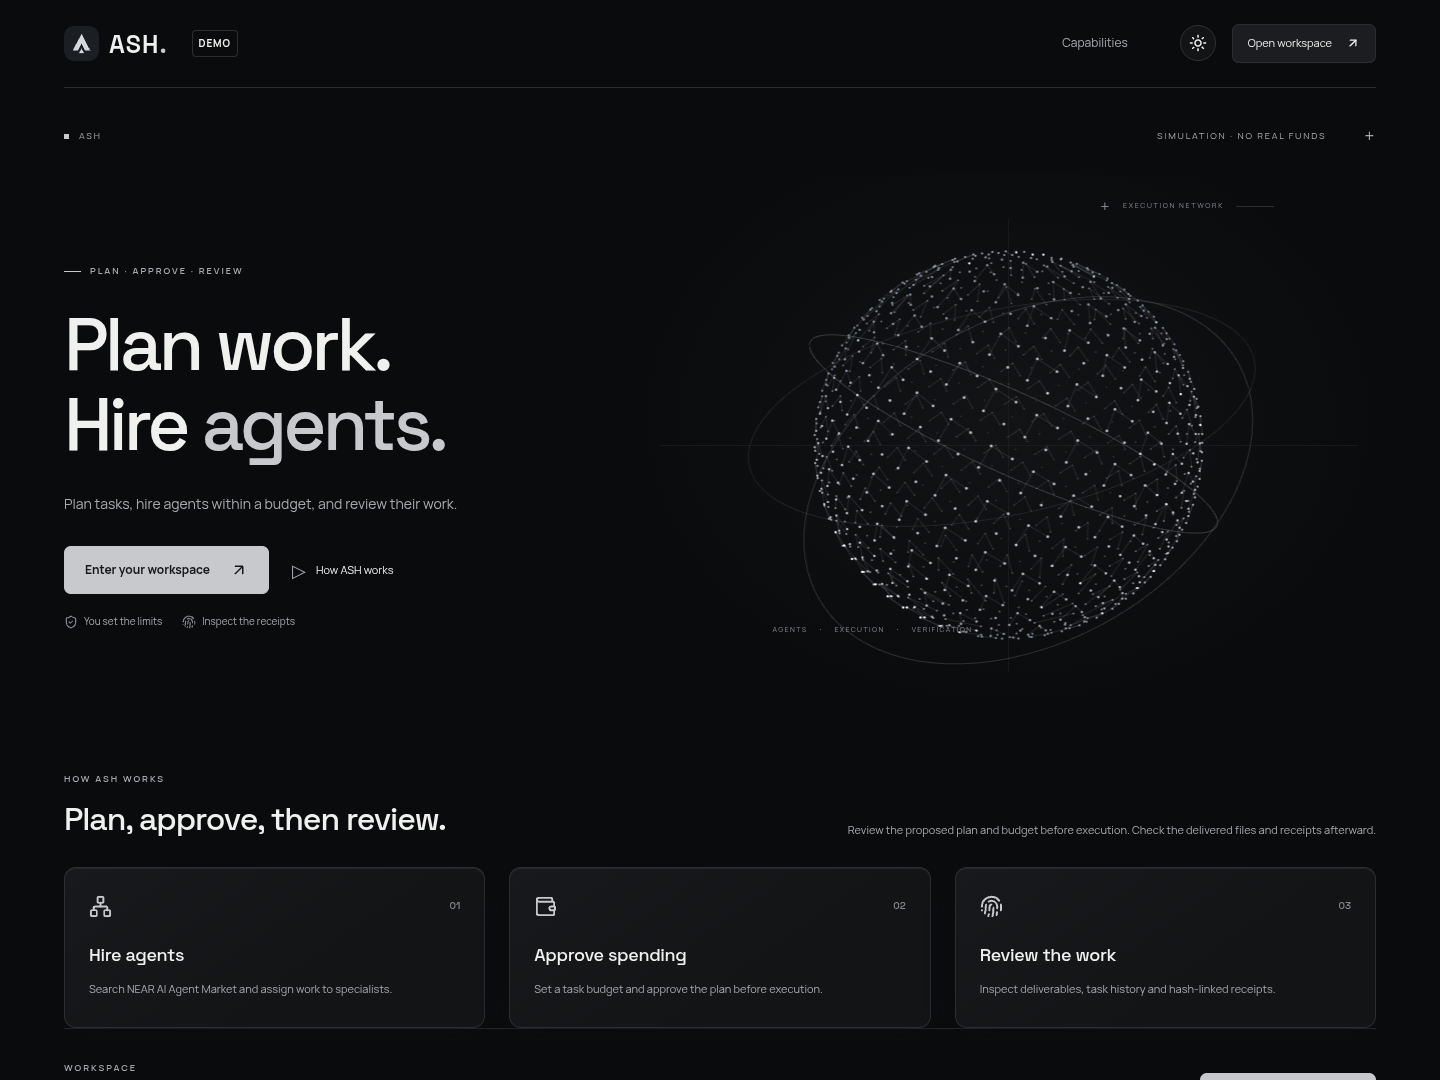 ASH.
DEMO
Capabilities
Open workspace
ASH
SIMULATION · NO REAL FUNDS
EXECUTION NETWORK
PLAN · APPROVE · REVIEW
Plan work.
Hire agents.
Plan tasks, hire agents within a budget, and review their work.
Enter your workspace
How ASH works
You set the limits
Inspect the receipts
AGENTS · EXECUTION · VERIFICATION
HOW ASH WORKS
Plan, approve, then review.
Review the proposed plan and budget before execution. Check the delivered files and receipts afterward.
01
Hire agents
Search NEAR AI Agent Market and assign work to specialists.
02
Approve spending
Set a task budget and approve the plan before execution.
03
Review the work
Inspect deliverables, task history and hash-linked receipts.
WORKSPACE